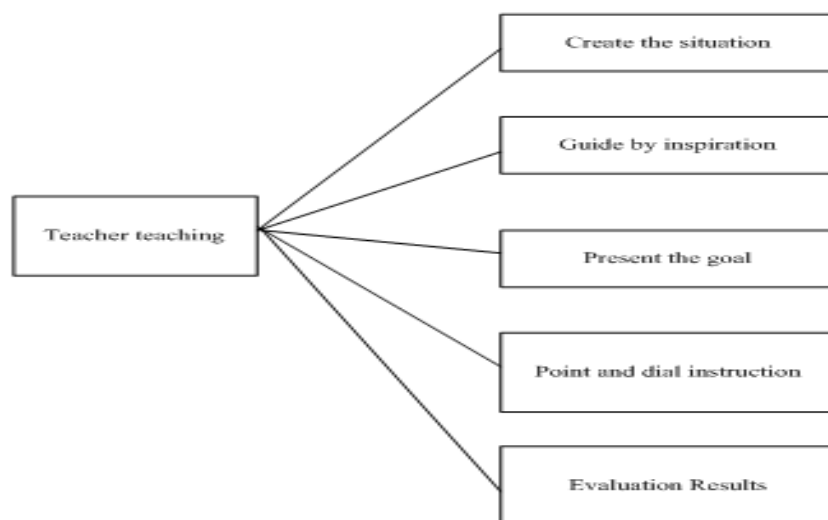 Create the situation
Guide by inspiration
Teacher teaching
Present the goal
Point and dial instruction
Evaluation Results